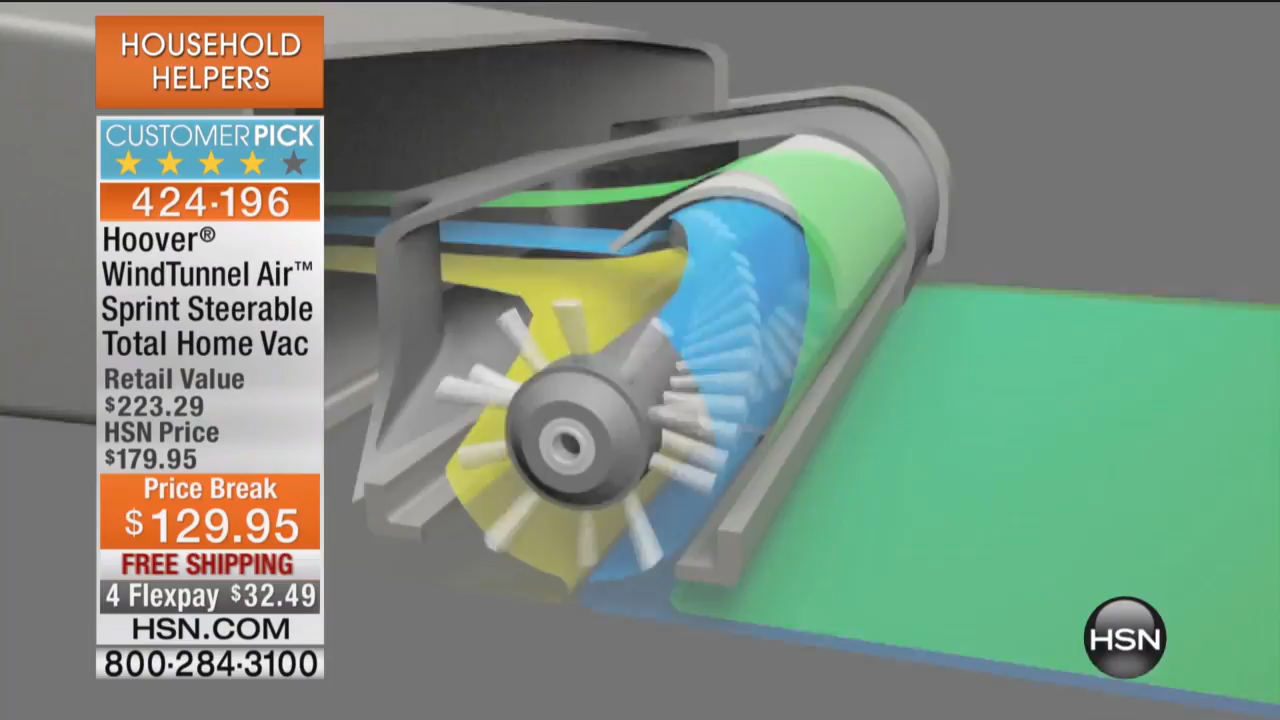 HOUSEHOLD
HELPERS
CUSTOMER PICK
424·196
Hoover®
WindTunnel Air™
Sprint Steerable
Total Home Vac
Retail Value
$223.29
HSN Price
$179.95
Price Break
$129.95
FREE SHIPPING
4 Flexpay $32.49
HSN.COM
800·284·3100
HSN